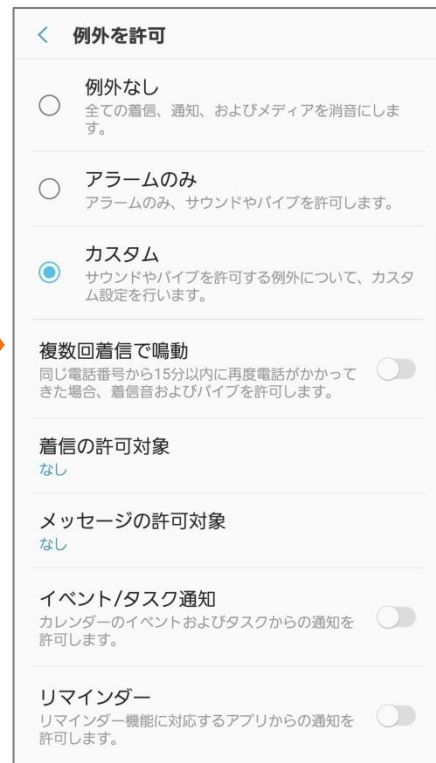 例外を許可
例外なし
全ての着信、通知、およびメディアを消音にしま
す。
アラームのみ
アラームのみ、サウンドやバイブを許可します。
カスタム
サウンドやバイブを許可する例外について、カスタ
ム設定を行います。
複数回着信で鳴動
同じ電話番号から15分以内に再度電話がかかって
きた場合、着信音およびバイブを許可します。
着信の許可対象
なし
メッセージの許可対象
なし
イベント/タスク通知
カレンダーのイベントおよびタスクからの通知を
許可します。
リマインダー
リマインダー機能に対応するアプリからの通知を
許可します。